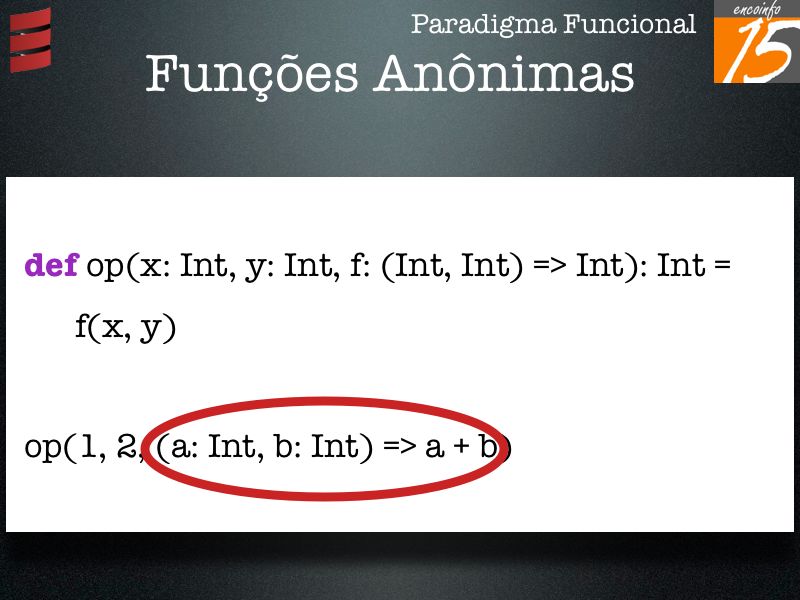 Paradigma Funcional
encoinfo
15
Funções Anônimas
def op(x: Int, y: Int, f: (Int, Int) => Int): Int =
f(x, y)
op(1, 2, (a: Int, b: Int) => a + b)